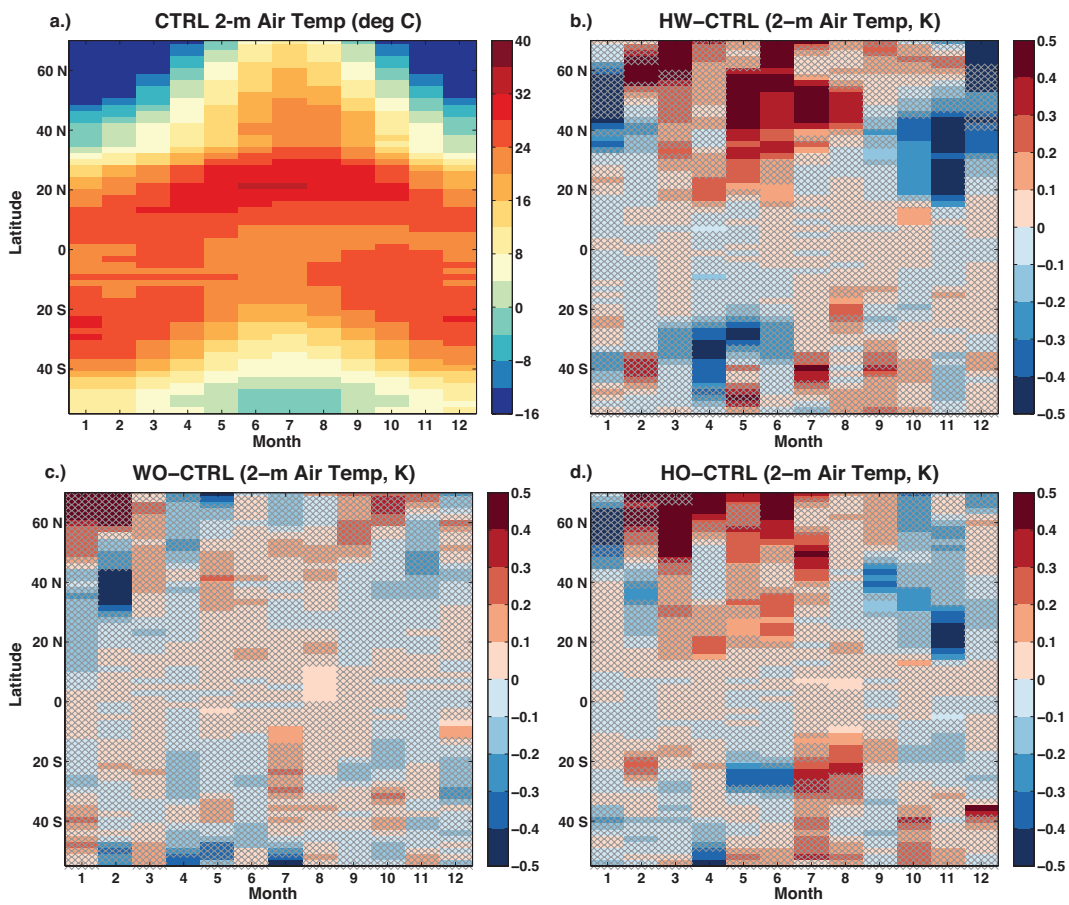 a.) CTRL 2-m Air Temp (deg C)
Latitude
60 N
40 N
20 N
0
20 S
40 S
1 2 3 4 5 6 7 8 9 10 11 12
Month
40
32
24
16
8
0
−8
−16
b.) HW−CTRL (2−m Air Temp, K)
60 N
40 N
20 N
0
20 S
40 S
1 2 3 4 5 6 7 8 9 10 11 12
Month
0.5
0.4
0.3
0.2
0.1
0
−0.1
−0.2
−0.3
−0.4
−0.5
c.) WO−CTRL (2−m Air Temp, K)
Latitude
60 N
40 N
20 N
0
20 S
40 S
1 2 3 4 5 6 7 8 9 10 11 12
Month
0.5
0.4
0.3
0.2
0.1
0
−0.1
−0.2
−0.3
−0.4
−0.5
d.) HO−CTRL (2−m Air Temp, K)
60 N
40 N
20 N
0
20 S
40 S
1 2 3 4 5 6 7 8 9 10 11 12
Month
0.5
0.4
0.3
0.2
0.1
0
−0.1
−0.2
−0.3
−0.4
−0.5